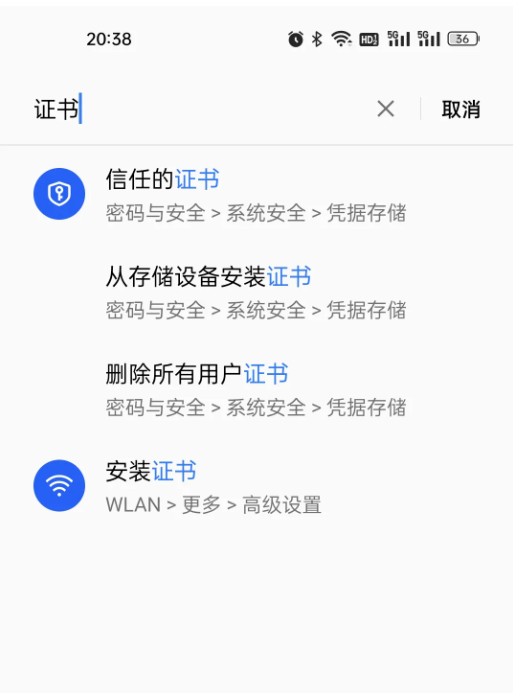 20:38 HD2 5G 5G 36
证书 取消
信任的证书
密码与安全 > 系统安全 > 凭据存储
从存储设备安装证书
密码与安全 > 系统安全 > 凭据存储
删除所有用户证书
密码与安全 > 系统安全 > 凭据存储
安装证书
WLAN > 更多 > 高级设置